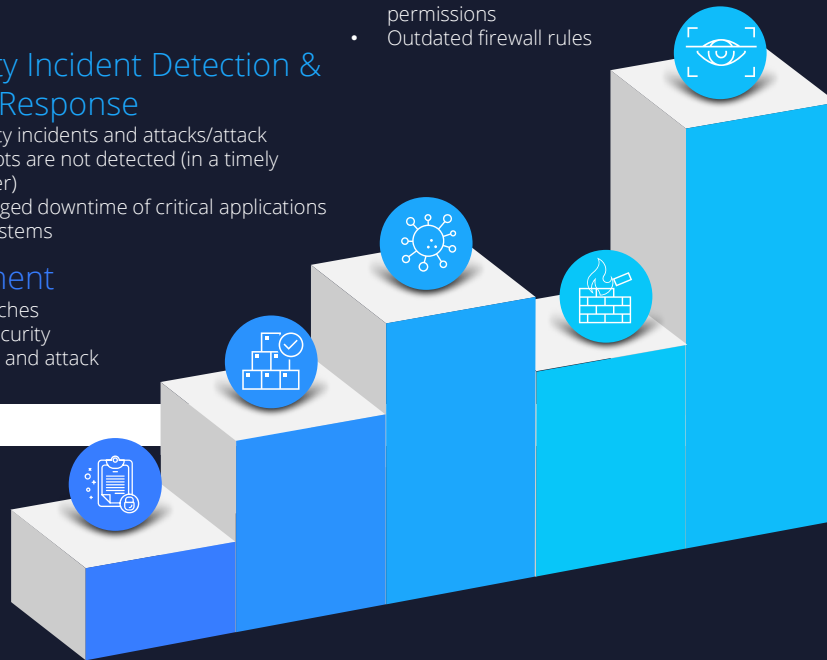 permissions
• Outdated firewall rules
ty Incident Detection &
Response
ty incidents and attacks/attack
pts are not detected (in a timely
er)
ged downtime of critical applications
stems
nent
ches
curity
and attack